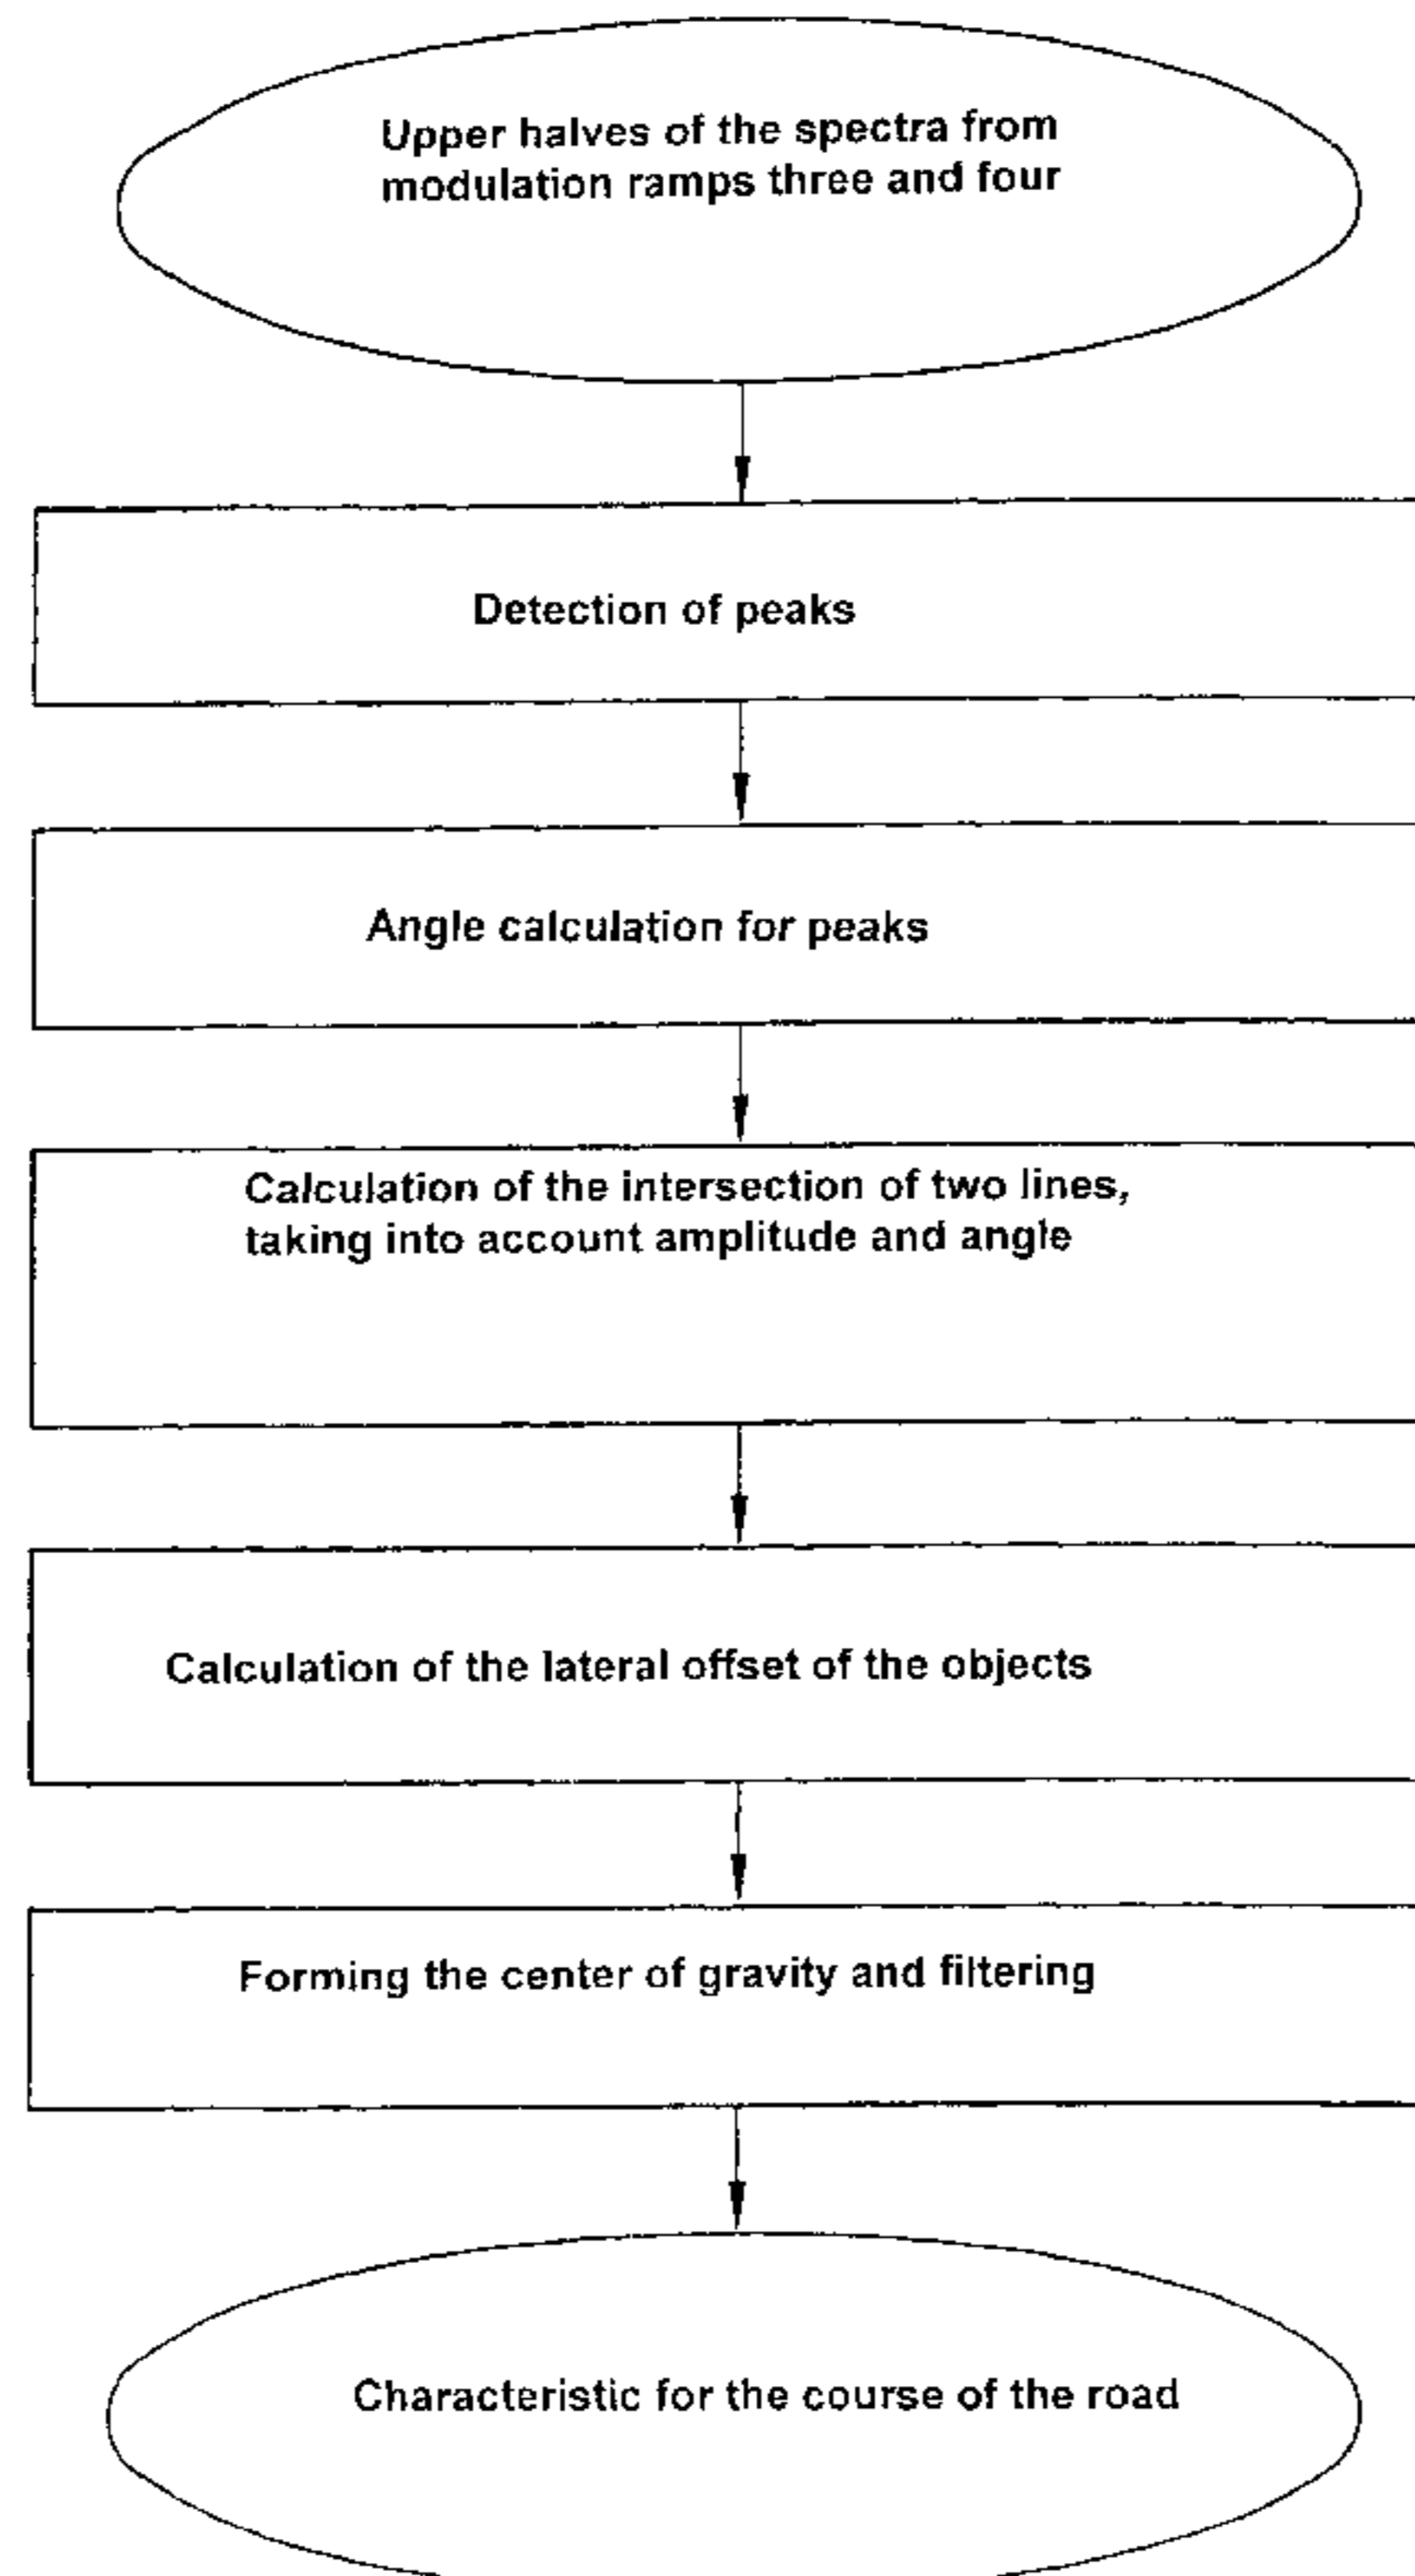 Upper halves of the spectra from
modulation ramps three and four
Detection of peaks
Angle calculation for peaks
Calculation of the intersection of two lines,
taking into account amplitude and angle
Calculation of the lateral offset of the objects
Forming the center of gravity and filtering
Characteristic for the course of the road